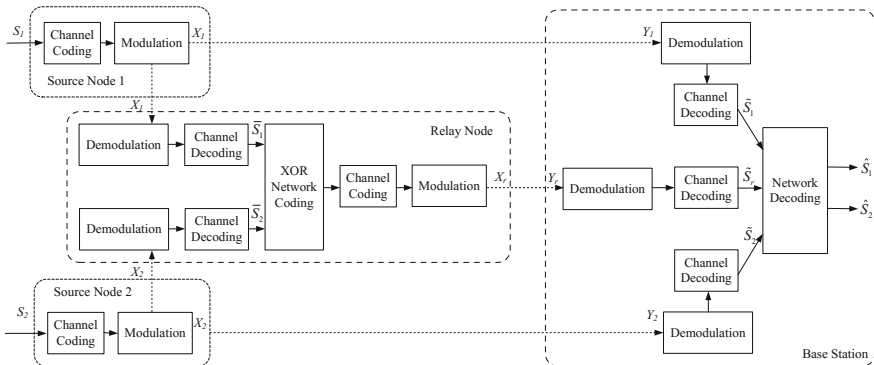 S₁
Channel
Coding
Modulation
X₁
Source Node 1
X₁
Y₁
Demodulation
Channel
Decoding
S̃₁
Relay Node
Demodulation
Channel
Decoding
S̅₁
XOR
Network
Coding
Channel
Coding
Modulation
Xᵣ
Demodulation
Channel
Decoding
S̅₂
X₂
Yᵣ
Demodulation
Channel
Decoding
S̃ᵣ
Network
Decoding
Ŝ₁
Ŝ₂
S̃₂
Channel
Decoding
Source Node 2
S₂
Channel
Coding
Modulation
X₂
Y₂
Demodulation
Base Station